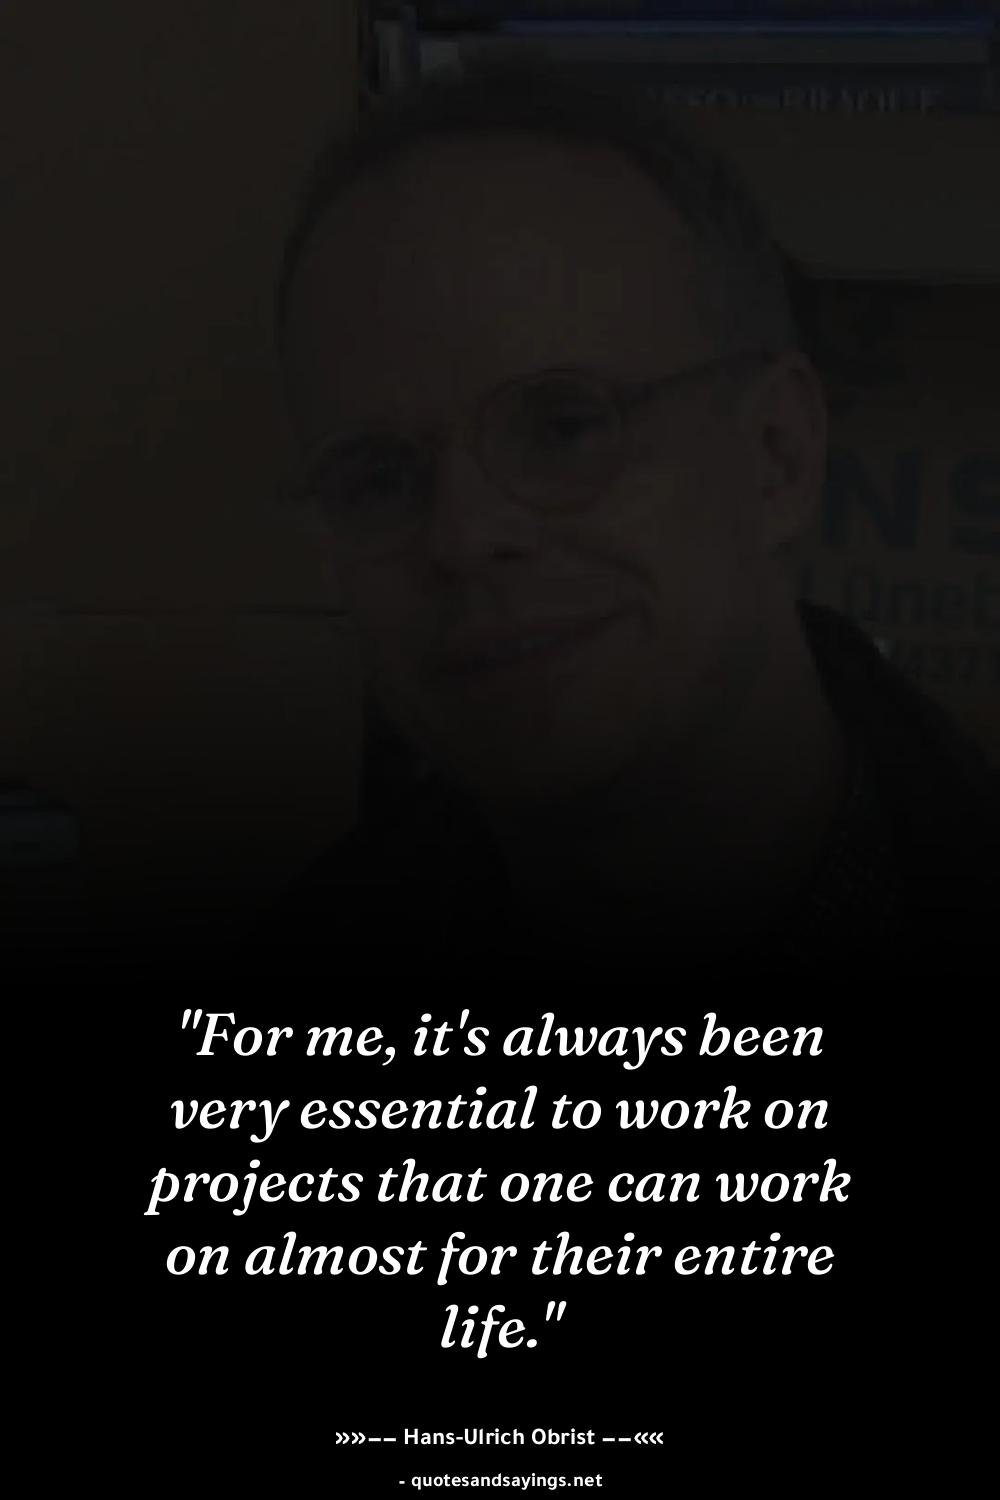 "For me, it's always been
very essential to work on
projects that one can work
on almost for their entire
life."
»»–– Hans-Ulrich Obrist ––««
- quotesandsayings.net